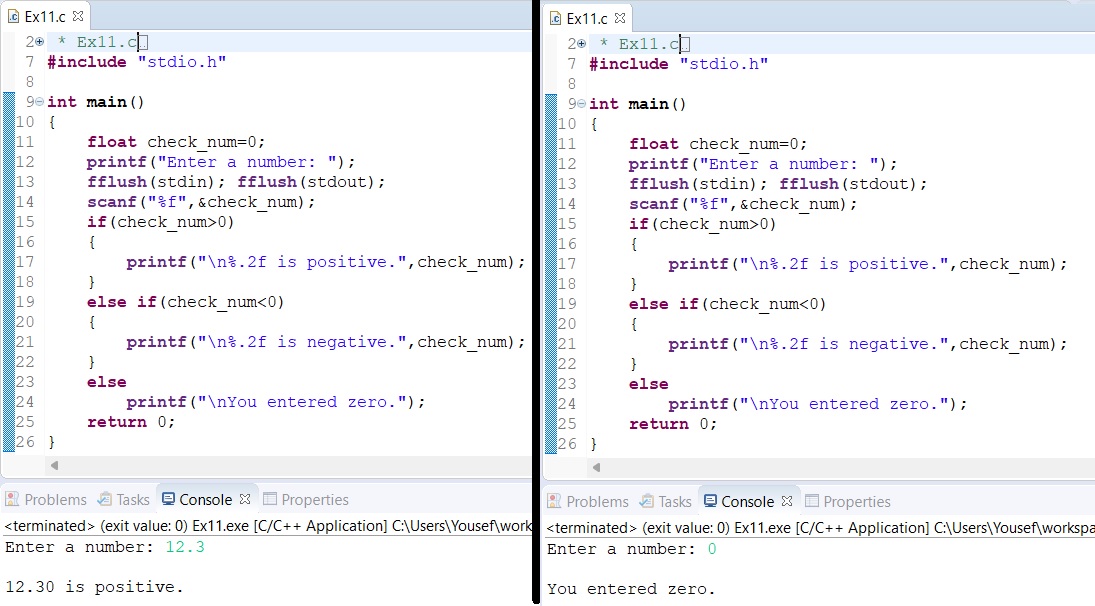 Ex11.c
2 * Ex11.c
7 #include "stdio.h"
8
9 int main()
10 {
11 float check_num=0;
12 printf("Enter a number: ");
13 fflush(stdin); fflush(stdout);
14 scanf("%f",&check_num);
15 if(check_num>0)
16 {
17 printf("\n%.2f is positive.",check_num);
18 }
19 else if(check_num<0)
20 {
21 printf("\n%.2f is negative.",check_num);
22 }
23 else
24 printf("\nYou entered zero.");
25 return 0;
26 }
Problems Tasks Console Properties
<terminated> (exit value: 0) Ex11.exe [C/C++ Application] C:\Users\Yousef\work
Enter a number: 12.3
12.30 is positive.
Ex11.c
2 * Ex11.c
7 #include "stdio.h"
8
9 int main()
10 {
11 float check_num=0;
12 printf("Enter a number: ");
13 fflush(stdin); fflush(stdout);
14 scanf("%f",&check_num);
15 if(check_num>0)
16 {
17 printf("\n%.2f is positive.",check_num);
18 }
19 else if(check_num<0)
20 {
21 printf("\n%.2f is negative.",check_num);
22 }
23 else
24 printf("\nYou entered zero.");
25 return 0;
26 }
Problems Tasks Console Properties
<terminated> (exit value: 0) Ex11.exe [C/C++ Application] C:\Users\Yousef\workspa
Enter a number: 0
You entered zero.